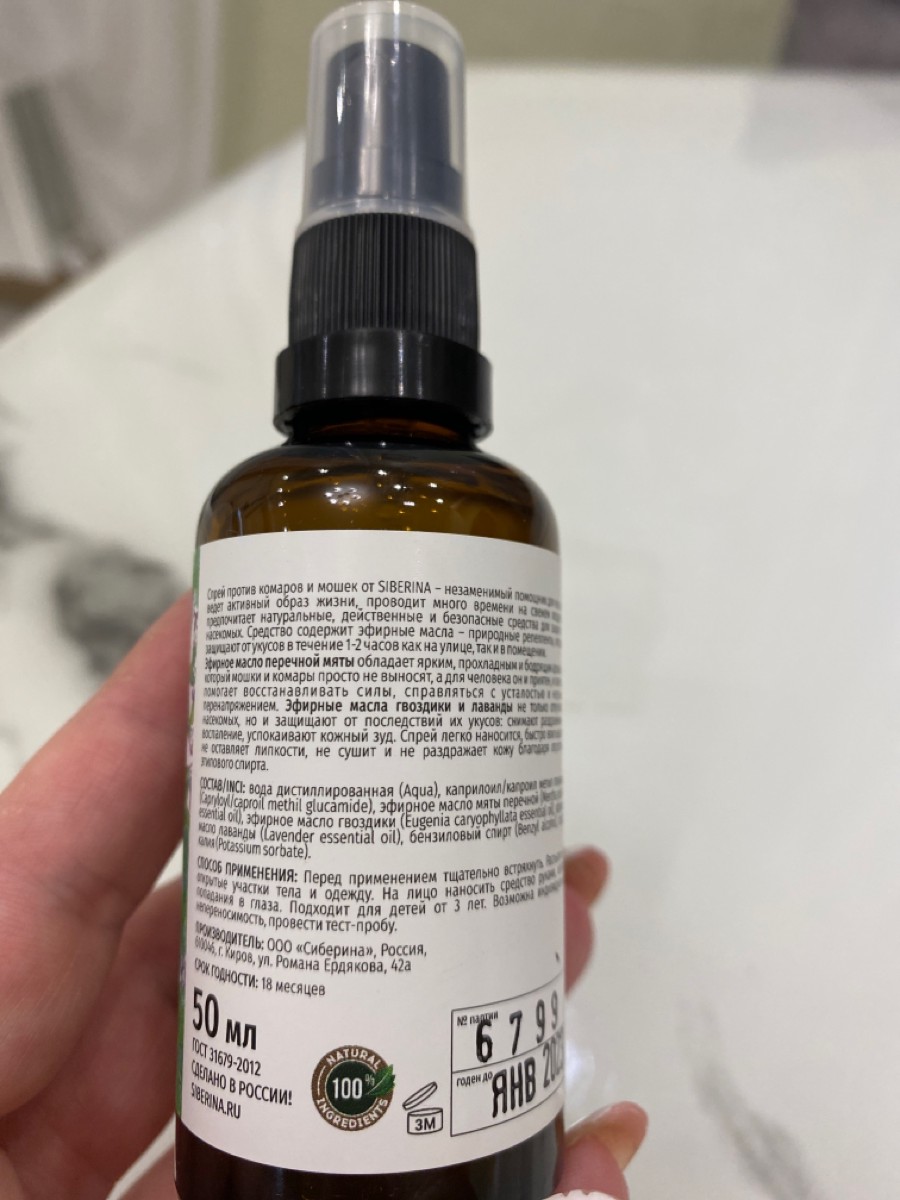 Спрей против комаров и мошек от SIBERINA – незаменимый помощник для
ведет активный образ жизни, проводит много времени на свежем
предпочитает натуральные, действенные и безопасные средства для
насекомых. Средство содержит эфирные масла – природные репелленты,
защищают от укусов в течение 1-2 часов как на улице, так и в помещении.
Эфирное масло перечной мяты обладает ярким, прохладным и бодрящим
который мошки и комары просто не выносят, а для человека он и приятен,
помогает восстанавливать силы, справляться с усталостью и
перенапряжением. Эфирные масла гвоздики и лаванды не только
насекомых, но и защищают от последствий их укусов: снимают
воспаление, успокаивают кожный зуд. Спрей легко наносится, быстро
не оставляет липкости, не сушит и не раздражает кожу благодаря
этилового спирта.
СОСТАВ/INCI: вода дистиллированная (Aqua), каприлоил/капроил метил
(Capryloyl/caproil methil glucamide), эфирное масло мяты перечной
essential oil), эфирное масло гвоздики (Eugenia caryophyllata essential oil),
масло лаванды (Lavender essential oil), бензиловый спирт (Benzyl
калия (Potassium sorbate).
СПОСОБ ПРИМЕНЕНИЯ: Перед применением тщательно встряхнуть.
открытые участки тела и одежду. На лицо наносить средство руками,
попадания в глаза. Подходит для детей от 3 лет. Возможна
непереносимость, провести тест-пробу.
ПРОИЗВОДИТЕЛЬ: ООО «Сиберина», Россия,
610046, г. Киров, ул. Романа Ердякова, 42а
СРОК ГОДНОСТИ: 18 месяцев
50 мл
ГОСТ 31679-2012
СДЕЛАНО В РОССИИ!
SIBERINA.RU
NATURAL
100%
INGREDIENTS
3M
№ партии
6799
годен до
ЯНВ